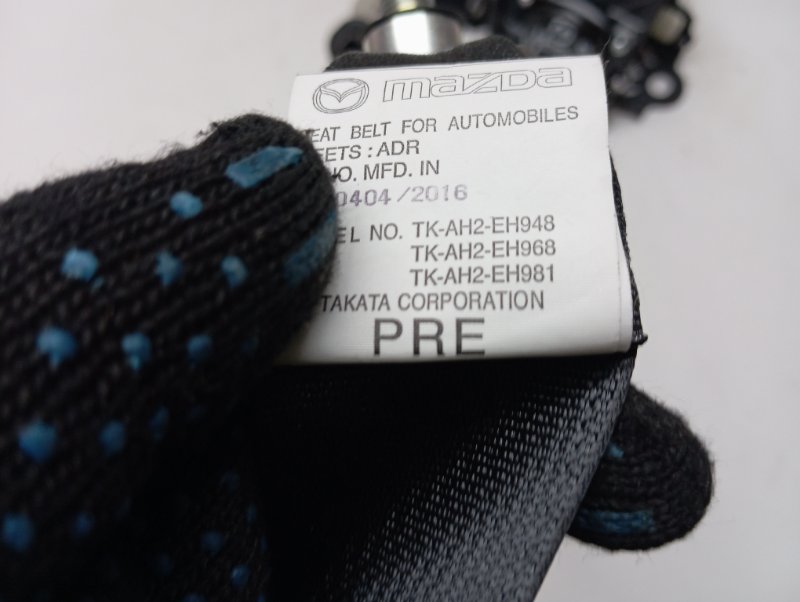 mazda
EAT BELT FOR AUTOMOBILES
EETS : ADR
NO. MFD. IN
0404/2016
EL NO. TK-AH2-EH948
TK-AH2-EH968
TK-AH2-EH981
TAKATA CORPORATION
PRE